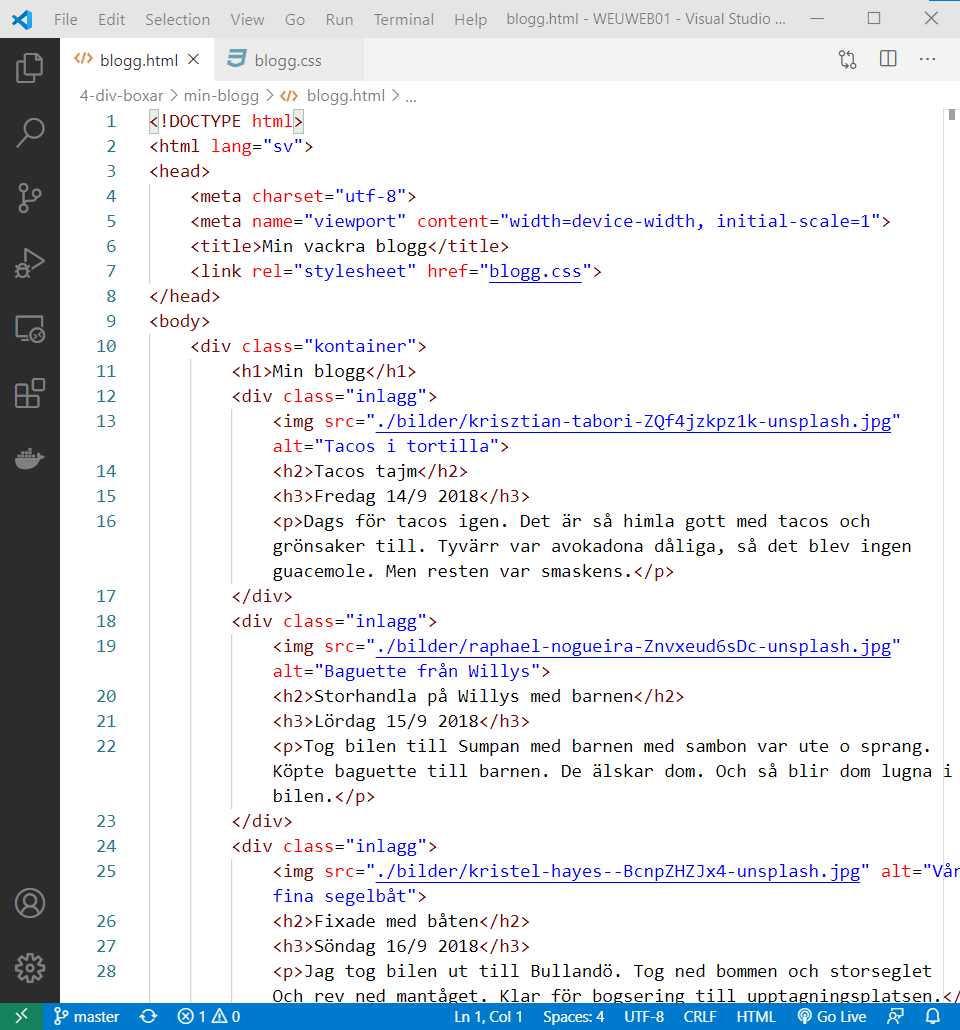 File Edit Selection View Go Run Terminal Help blogg.html - WEUWEB01 - Visual Studio ...
blogg.html blogg.css
4-div-boxar > min-blogg > blogg.html > ...
1 <!DOCTYPE html>
2 <html lang="sv">
3 <head>
4 <meta charset="utf-8">
5 <meta name="viewport" content="width=device-width, initial-scale=1">
6 <title>Min vackra blogg</title>
7 <link rel="stylesheet" href="blogg.css">
8 </head>
9 <body>
10 <div class="kontainer">
11 <h1>Min blogg</h1>
12 <div class="inlagg">
13 <img src="./bilder/krisztian-tabori-ZQf4jzkpz1k-unsplash.jpg"
alt="Tacos i tortilla">
14 <h2>Tacos tajm</h2>
15 <h3>Fredag 14/9 2018</h3>
16 <p>Dags för tacos igen. Det är så himla gott med tacos och
grönsaker till. Tyvärr var avokadona dåliga, så det blev ingen
guacemole. Men resten var smaskens.</p>
17 </div>
18 <div class="inlagg">
19 <img src="./bilder/raphael-nogueira-Znvxeud6sDc-unsplash.jpg"
alt="Baguette från Willys">
20 <h2>Storhandla på Willys med barnen</h2>
21 <h3>Lördag 15/9 2018</h3>
22 <p>Tog bilen till Sumpan med barnen med sambon var ute o sprang.
Köpte baguette till barnen. De älskar dom. Och så blir dom lugna i
bilen.</p>
23 </div>
24 <div class="inlagg">
25 <img src="./bilder/kristel-hayes--BcnpZHZJx4-unsplash.jpg" alt="Vår
fina segelbåt">
26 <h2>Fixade med båten</h2>
27 <h3>Söndag 16/9 2018</h3>
28 <p>Jag tog bilen ut till Bullandö. Tog ned bommen och storseglet
Och rev ned mantåget. Klar för bogsering till upptagningsplatsen.</
master 1 0 Ln 1, Col 1 Spaces: 4 UTF-8 CRLF HTML Go Live